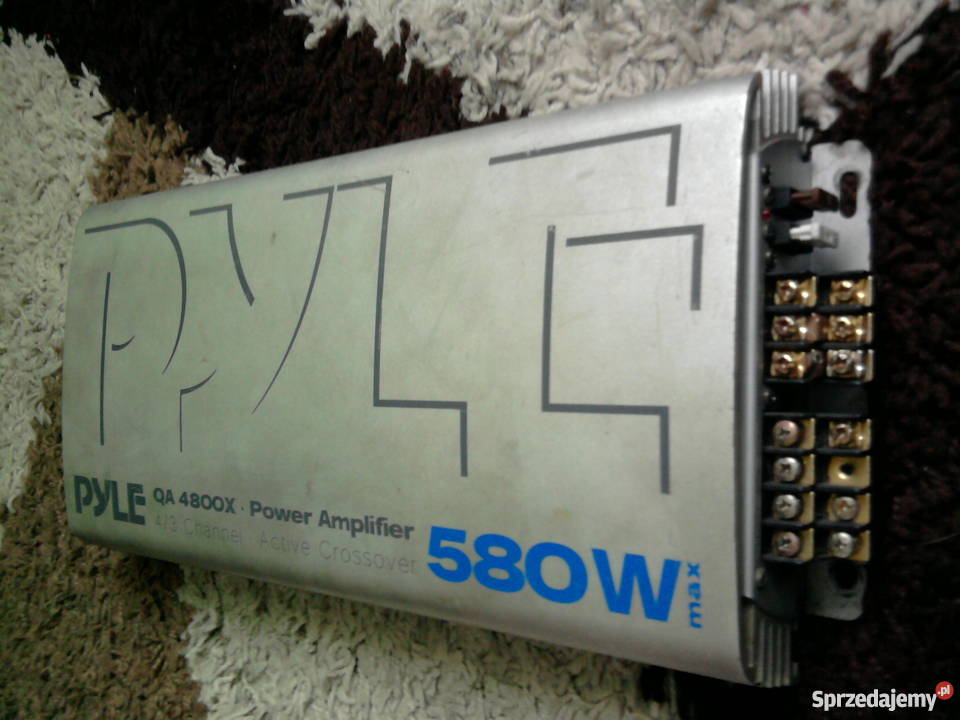 PYLE
PYLE QA 4800X · Power Amplifier
4/3 Channel · Active Crossover
580W max
Sprzedajemy.pl